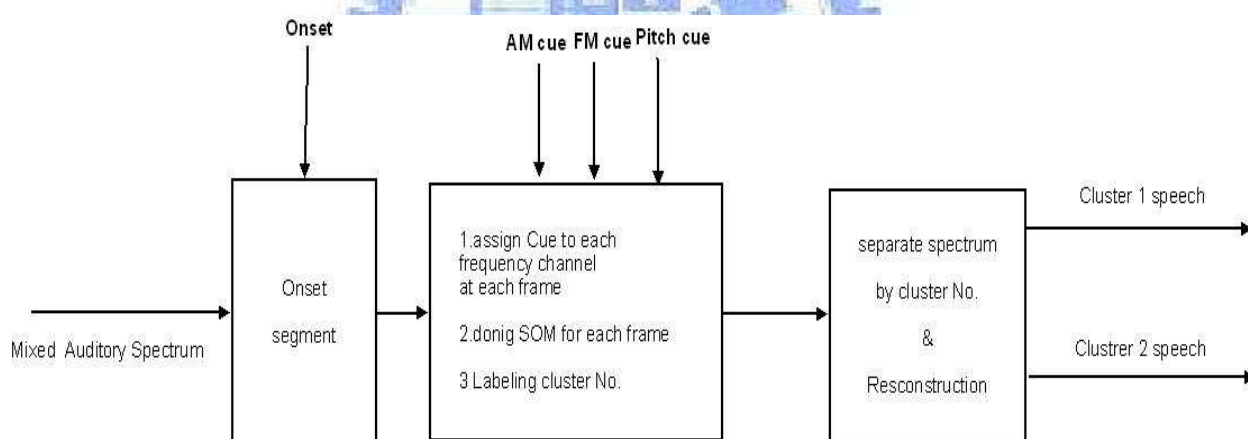 Onset
AM cue FM cue Pitch cue
Mixed Auditory Spectrum
Onset
segment
1.assign Cue to each
frequency channel
at each frame
2.donig SOM for each frame
3 Labeling cluster No.
separate spectrum
by cluster No.
&
Resconstruction
Cluster 1 speech
Clustrer 2 speech